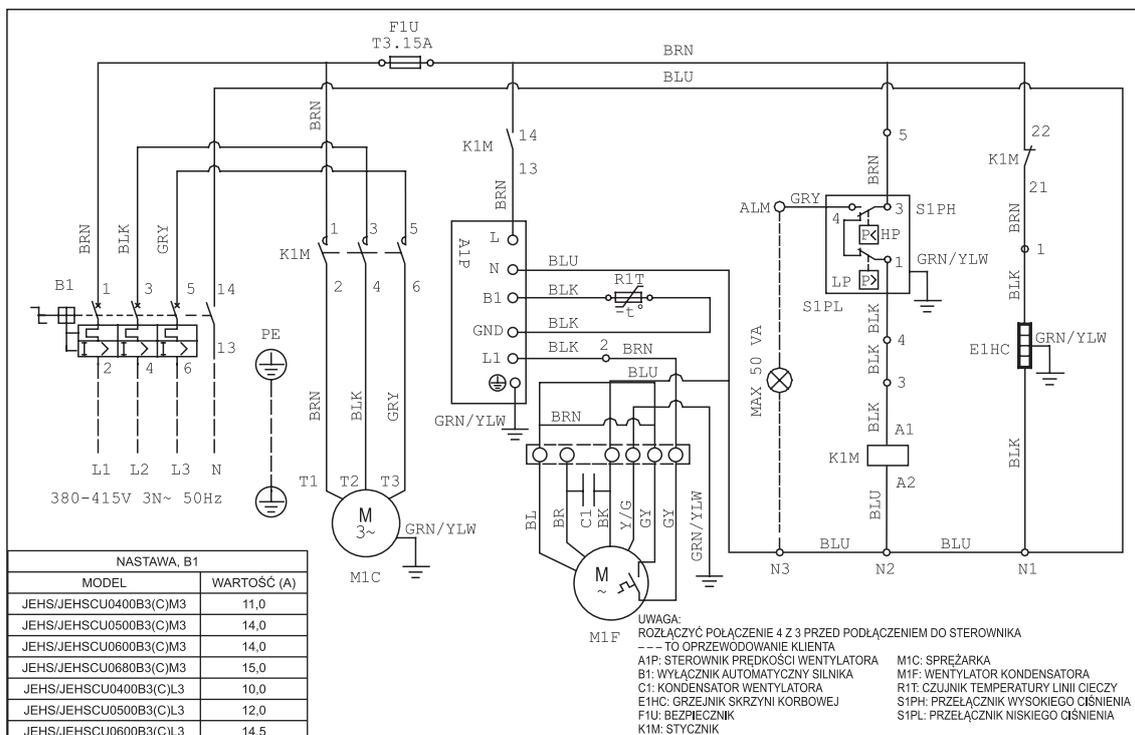 F1U
T3.15A
BRN
BLU
BRN
K1M
14
13
BRN
5
BRN
22
K1M
21
BRN
1
BLK
BRN
BLK
GRY
B1
1
3
5
14
13
2
4
6
L1
L2
L3
N
380-415V 3N~ 50Hz
PE
K1M
1
3
5
2
4
6
BRN
BLK
GRY
T1
T2
T3
M
3~
GRN/YLW
M1C
A1P
L
N
B1
GND
L1
BLU
BLK
R1T
-t°
BLK
BLK
2
BRN
BLU
GRN/YLW
BRN
BL
BR
C1
BK
Y/G
GY
GY
GRN/YLW
M
~
M1F
ALM
GRY
4
3
S1PH
P<
HP
1
GRN/YLW
LP
P>
S1PL
MAX 50 VA
BLK
4
BLK
3
BLK
A1
K1M
A2
BLU
E1HC
GRN/YLW
BLK
BLU
BLU
N3
N2
N1
NASTAWA, B1
MODEL WARTOŚĆ (A)
JEHS/JEHSCU0400B3(C)M3 11,0
JEHS/JEHSCU0500B3(C)M3 14,0
JEHS/JEHSCU0600B3(C)M3 14,0
JEHS/JEHSCU0680B3(C)M3 15,0
JEHS/JEHSCU0400B3(C)L3 10,0
JEHS/JEHSCU0500B3(C)L3 12,0
JEHS/JEHSCU0600B3(C)L3 14,5
UWAGA:
ROZŁĄCZYĆ POŁĄCZENIE 4 Z 3 PRZED PODŁĄCZENIEM DO STEROWNIKA
--- TO OPRZEWODOWANIE KLIENTA
A1P: STEROWNIK PRĘDKOŚCI WENTYLATORA
B1: WYŁĄCZNIK AUTOMATYCZNY SILNIKA
C1: KONDENSATOR WENTYLATORA
E1HC: GRZEJNIK SKRZYNI KORBOWEJ
F1U: BEZPIECZNIK
K1M: STYCZNIK
M1C: SPRĘŻARKA
M1F: WENTYLATOR KONDENSATORA
R1T: CZUJNIK TEMPERATURY LINII CIECZY
S1PH: PRZEŁĄCZNIK WYSOKIEGO CIŚNIENIA
S1PL: PRZEŁĄCZNIK NISKIEGO CIŚNIENIA